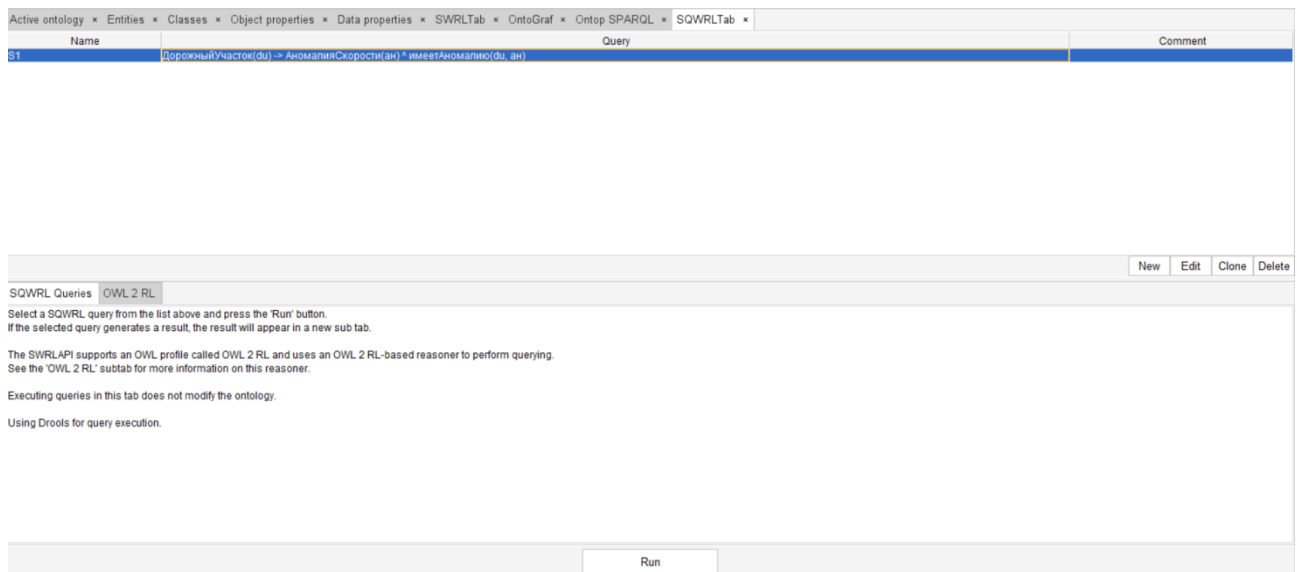 Active ontology × Entities × Classes × Object properties × Data properties × SWRLTab × OntoGraf × Ontop SPARQL × SQWRLTab ×
Name Query Comment
S1 ДорожныйУчасток(du) -> АномалияСкорости(ан) ^ имеетАномалию(du, ан)
New Edit Clone Delete
SQWRL Queries OWL 2 RL
Select a SQWRL query from the list above and press the 'Run' button.
If the selected query generates a result, the result will appear in a new sub tab.
The SWRLAPI supports an OWL profile called OWL 2 RL and uses an OWL 2 RL-based reasoner to perform querying.
See the 'OWL 2 RL' subtab for more information on this reasoner.
Executing queries in this tab does not modify the ontology.
Using Drools for query execution.
Run